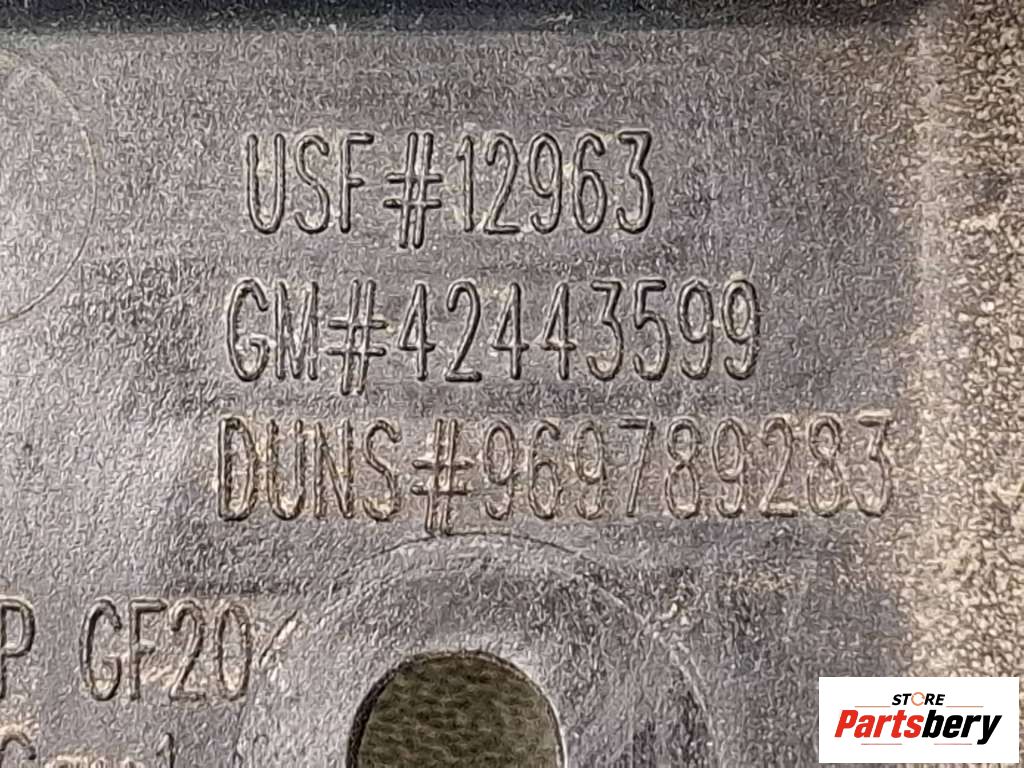 USF#12963
GM#42443599
DUNS#969789283
P GF20
STORE
Partsbery